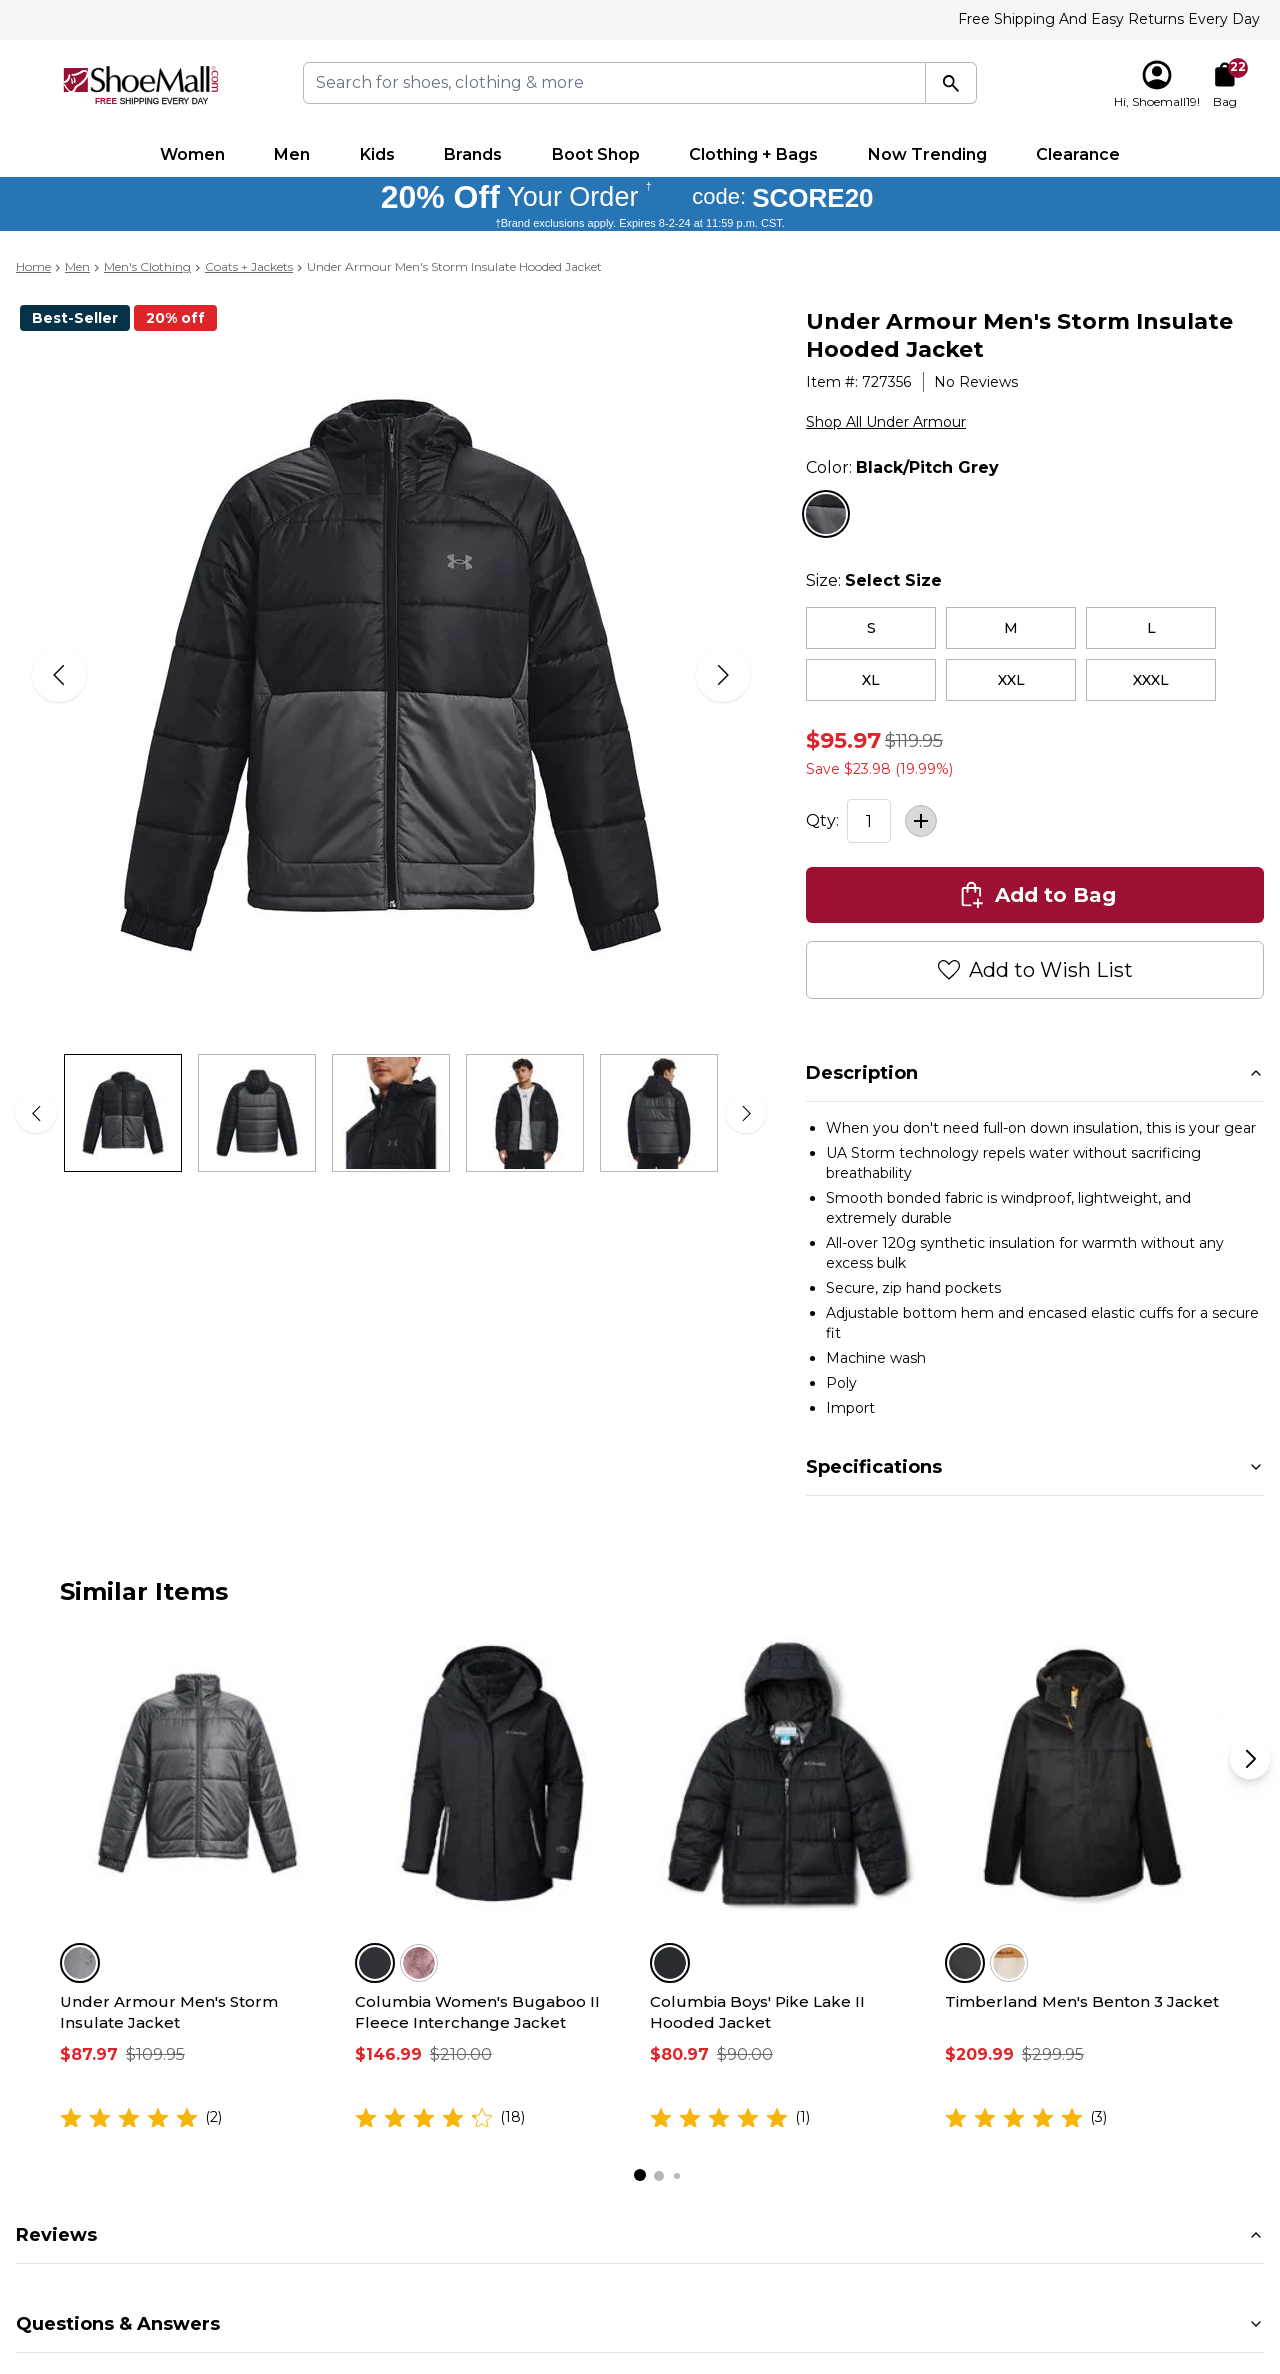 Free Shipping And Easy Returns Every Day
ShoeMall.com
FREE SHIPPING EVERY DAY
Search for shoes, clothing & more
22
Hi, Shoemall19!
Bag
Women Men Kids Brands Boot Shop Clothing + Bags Now Trending Clearance
20% Off Your Order † code: SCORE20
†Brand exclusions apply. Expires 8-2-24 at 11:59 p.m. CST.
Home > Men > Men's Clothing > Coats + Jackets > Under Armour Men's Storm Insulate Hooded Jacket
Best-Seller 20% off
Under Armour Men's Storm Insulate
Hooded Jacket
Item #: 727356 No Reviews
Shop All Under Armour
Color: Black/Pitch Grey
Size: Select Size
S M L
XL XXL XXXL
$95.97 $119.95
Save $23.98 (19.99%)
Qty: 1
Add to Bag
Add to Wish List
Description
• When you don't need full-on down insulation, this is your gear
• UA Storm technology repels water without sacrificing
breathability
• Smooth bonded fabric is windproof, lightweight, and
extremely durable
• All-over 120g synthetic insulation for warmth without any
excess bulk
• Secure, zip hand pockets
• Adjustable bottom hem and encased elastic cuffs for a secure
fit
• Machine wash
• Poly
• Import
Specifications
Similar Items
Under Armour Men's Storm
Insulate Jacket
$87.97 $109.95
(2)
Columbia Women's Bugaboo II
Fleece Interchange Jacket
$146.99 $210.00
(18)
Columbia Boys' Pike Lake II
Hooded Jacket
$80.97 $90.00
(1)
Timberland Men's Benton 3 Jacket
$209.99 $299.95
(3)
Reviews
Questions & Answers